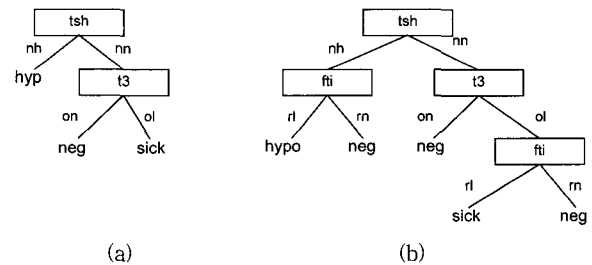 tsh tsh
nh nn nh nn
hyp t3 fti t3
on ol rl rn on ol
neg sick hypo neg neg fti
rl rn
sick neg
(a) (b)